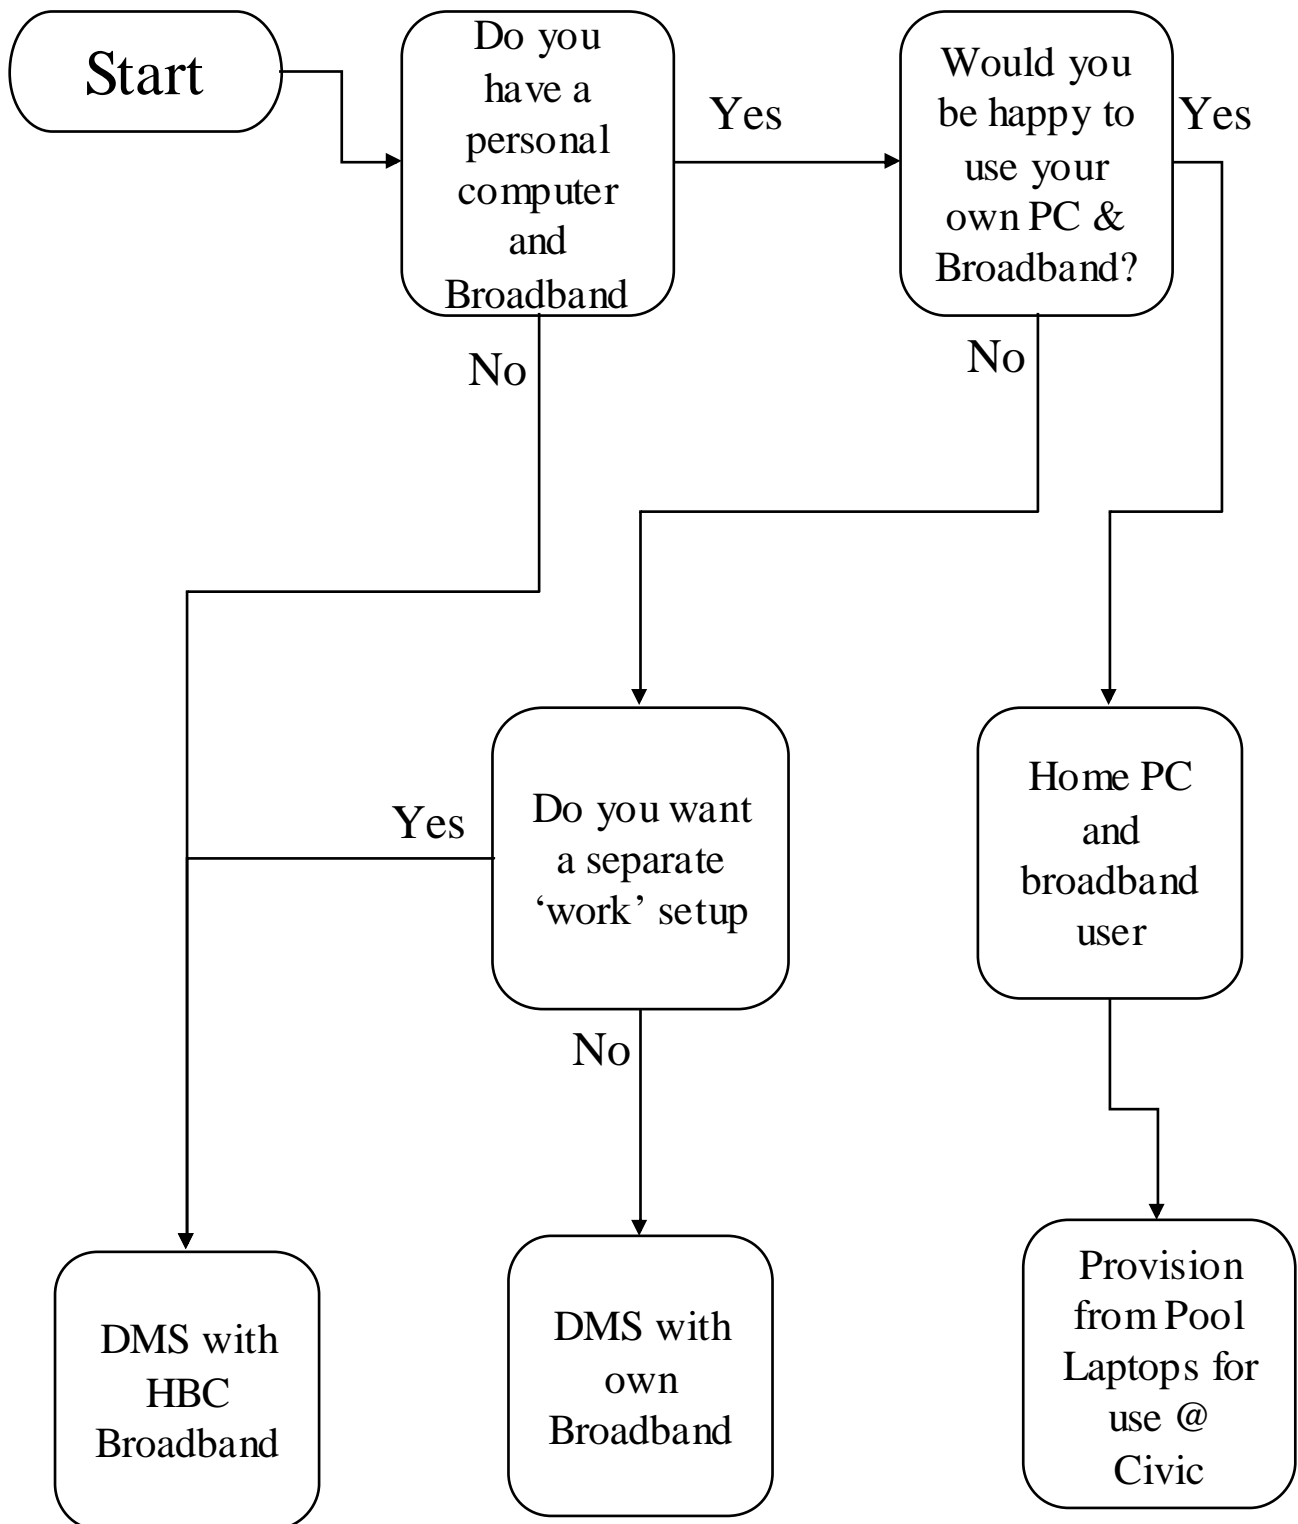 Start
Do you
have a
personal
computer
and
Broadband
Yes
Would you
be happy to
use your
own PC &
Broadband?
Yes
No
No
Do you want
a separate
‘work’ setup
Yes
No
Home PC
and
broadband
user
DMS with
HBC
Broadband
DMS with
own
Broadband
Provision
from Pool
Laptops for
use @
Civic